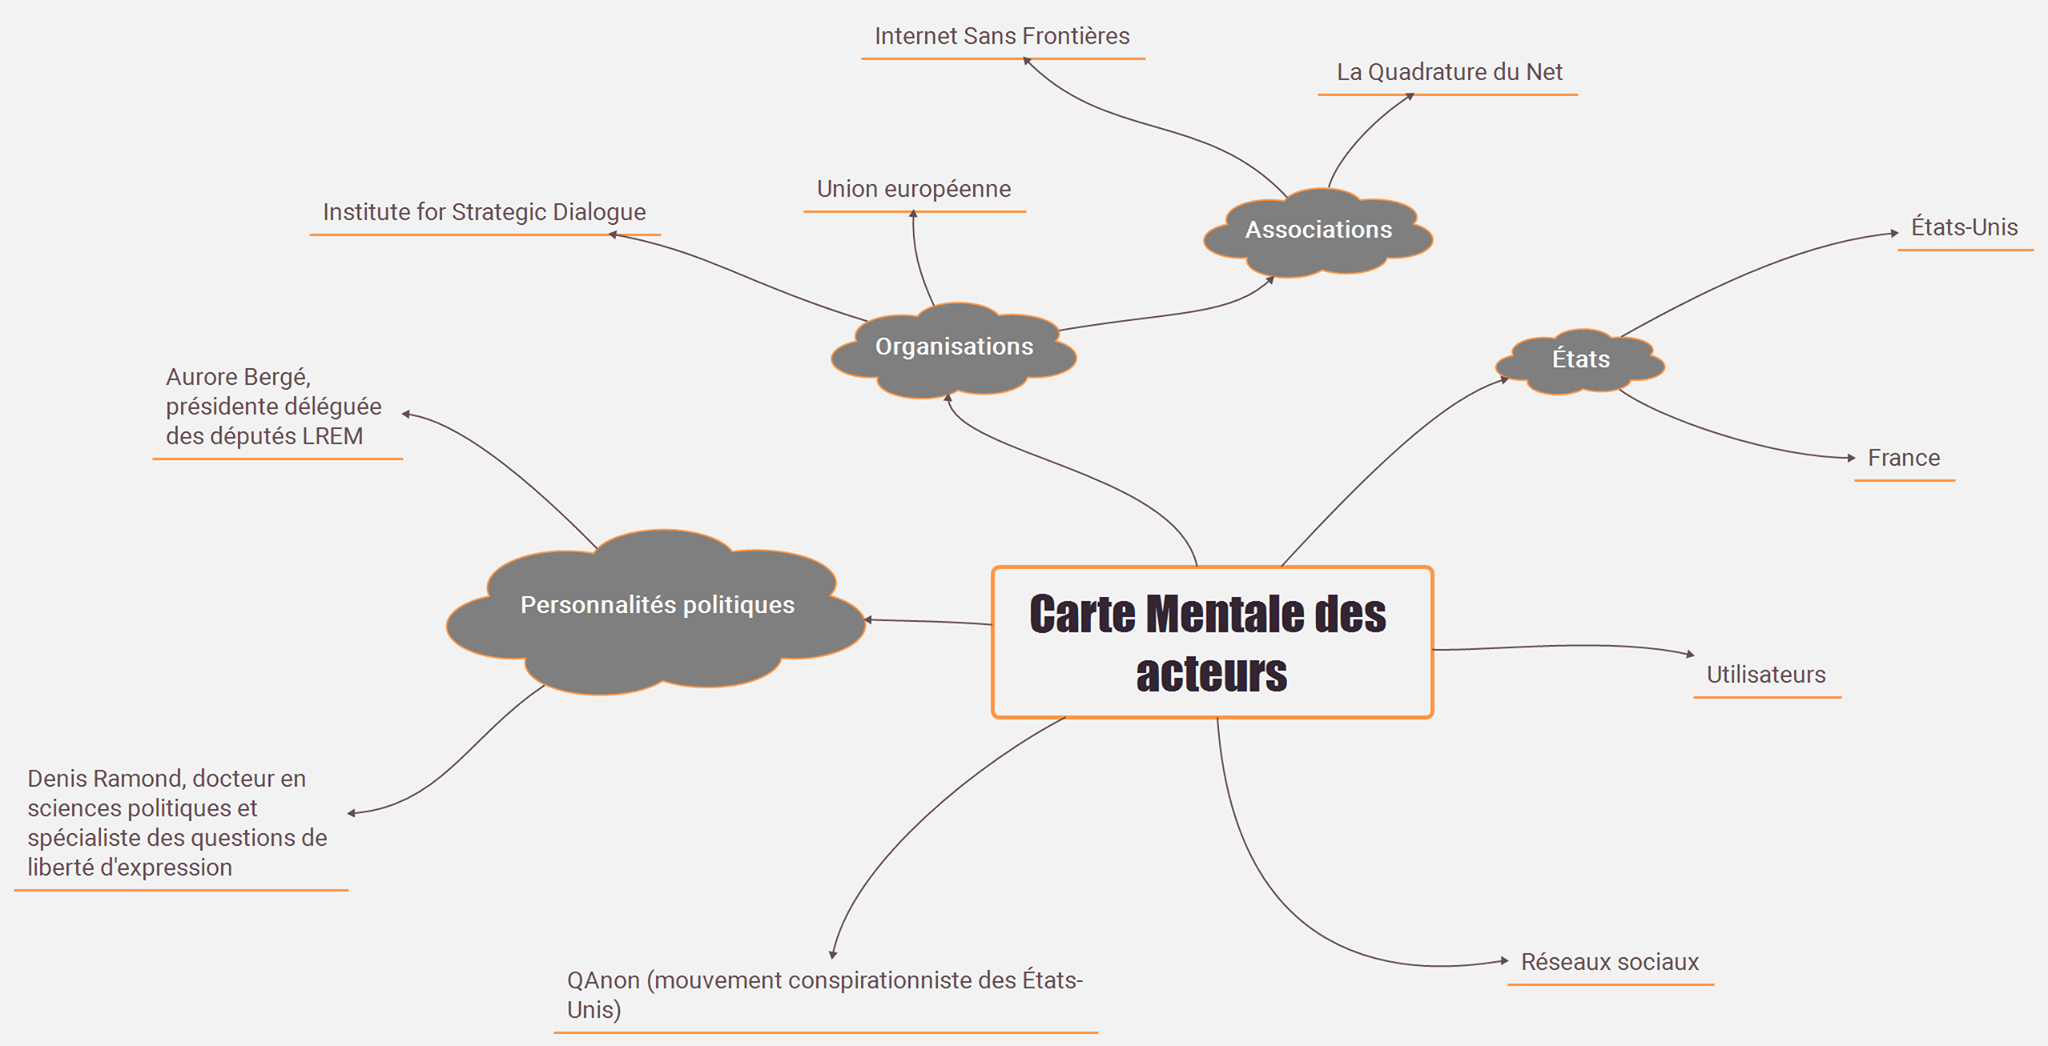 Internet Sans Frontières
La Quadrature du Net
Union européenne
Institute for Strategic Dialogue
Associations
États-Unis
Organisations
États
Aurore Bergé,
présidente déléguée
des députés LREM
France
Personnalités politiques
Carte Mentale des
acteurs
Utilisateurs
Denis Ramond, docteur en
sciences politiques et
spécialiste des questions de
liberté d'expression
Réseaux sociaux
QAnon (mouvement conspirationniste des États-
Unis)